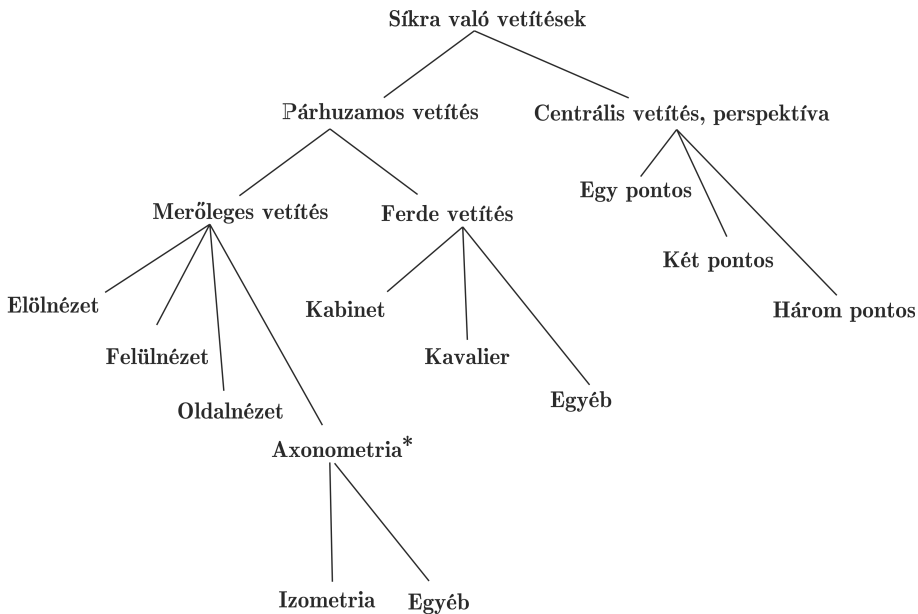 Síkra való vetítések
ℙárhuzamos vetítés
Centrális vetítés, perspektíva
Egy pontos
Merőleges vetítés
Ferde vetítés
Két pontos
Elölnézet
Kabinet
Három pontos
Felülnézet
Kavalier
Oldalnézet
Egyéb
Axonometria*
Izometria
Egyéb